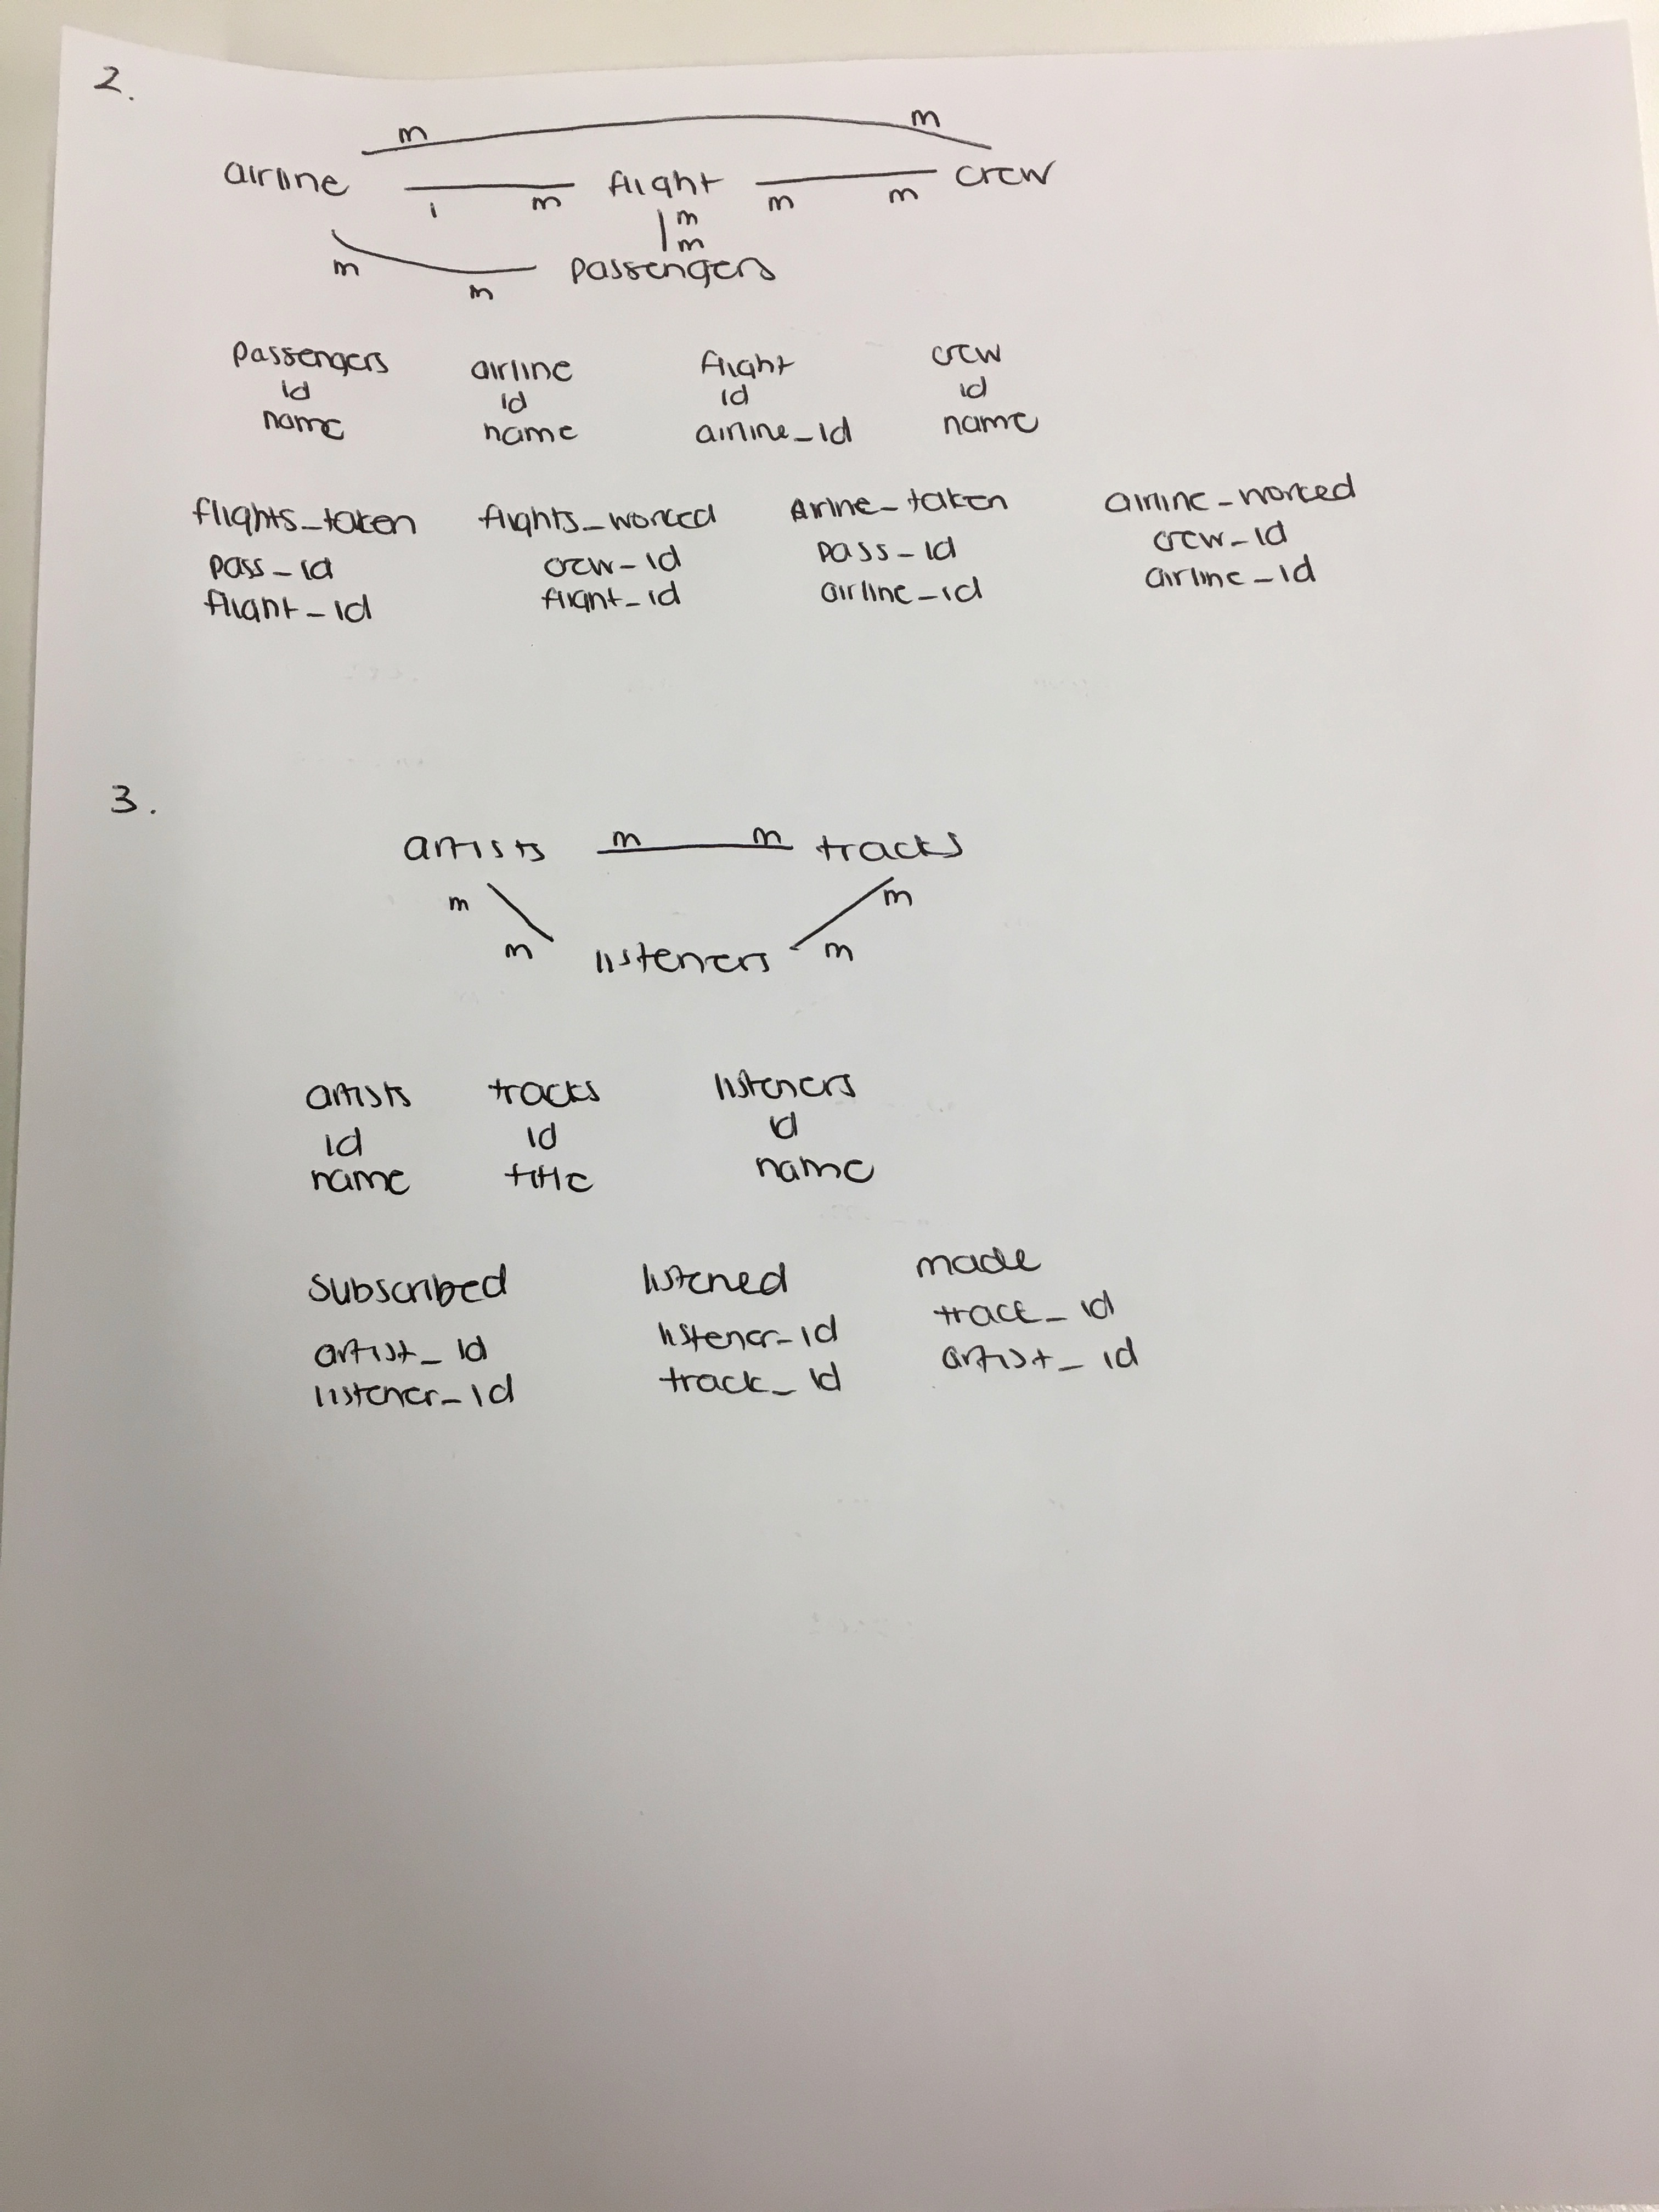 2.
m m
airline flight crew
1 m m m
m
m
passengers
m m
passengers airline flight crew
id id id id
name name airline_id name
flights_taken flights_worked airline_taken airline_worked
pass_id crew_id pass_id crew_id
flight_id flight_id airline_id airline_id
3.
artists m m tracks
m m
m listeners m
artists tracks listeners
id id id
name title name
subscribed listened made
artist_id listener_id track_id
listener_id track_id artist_id